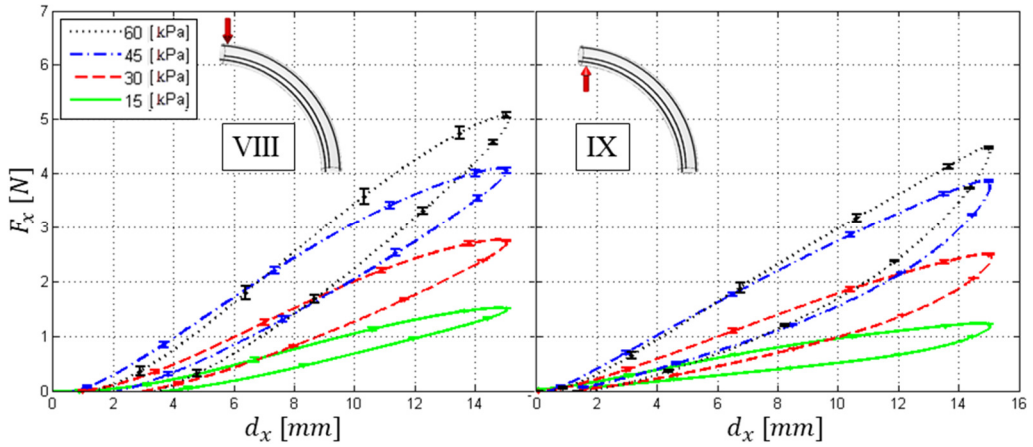 7
6
5
4
3
2
1
0
F_x [N]
60 [kPa]
45 [kPa]
30 [kPa]
15 [kPa]
VIII
IX
0 2 4 6 8 10 12 14
0 2 4 6 8 10 12 14 16
d_x [mm]
d_x [mm]